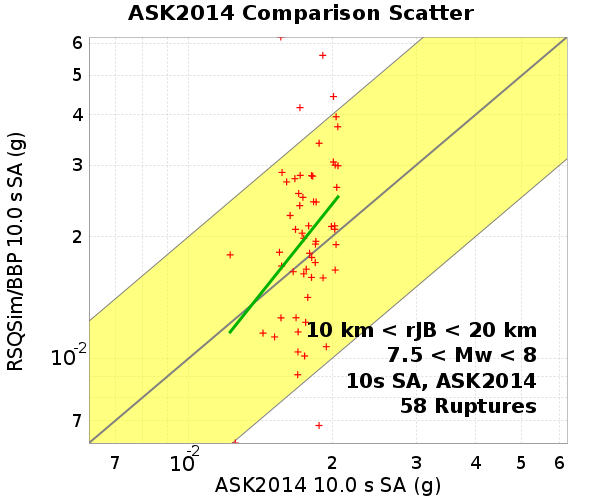 ASK2014 Comparison Scatter
RSQSim/BBP 10.0 s SA (g)
6
5
4
3
2
10-2
7
10 km < rJB < 20 km
7.5 < Mw < 8
10s SA, ASK2014
58 Ruptures
7 10-2 2 3 4 5 6
ASK2014 10.0 s SA (g)